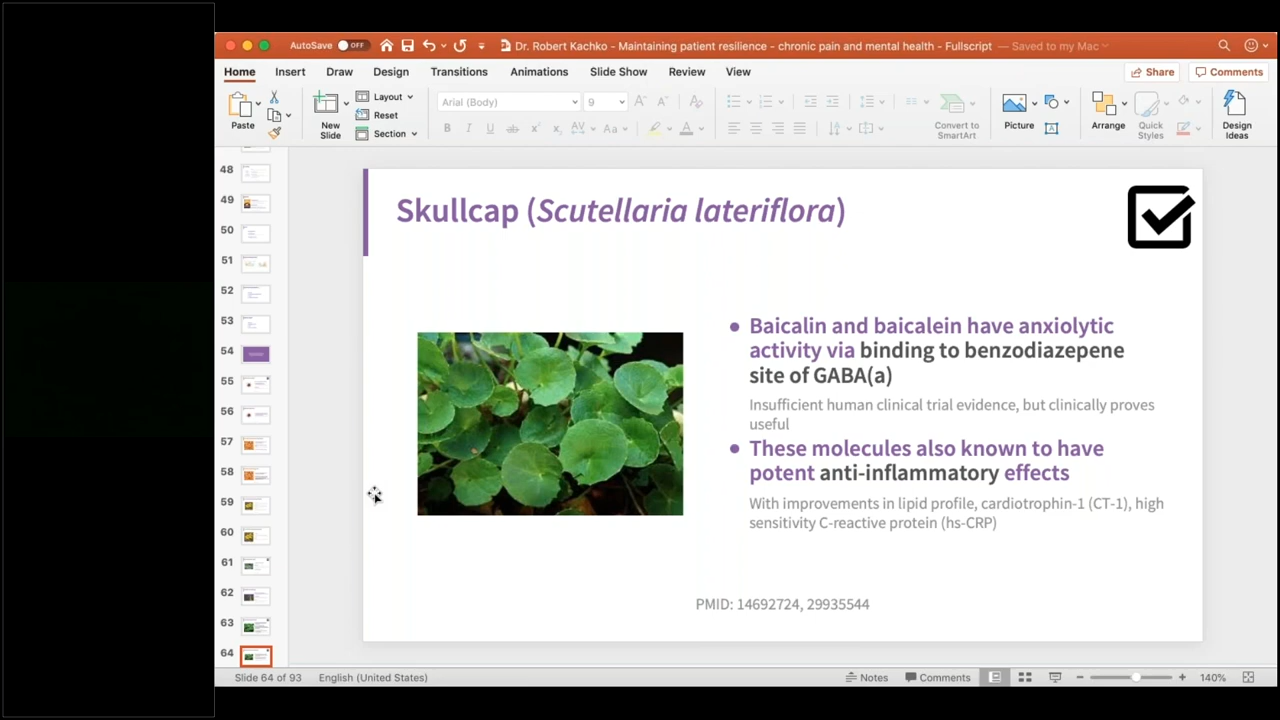 AutoSave OFF
Dr. Robert Kachko - Maintaining patient resilience - chronic pain and mental health - Fullscript — Saved to my Mac
Home Insert Draw Design Transitions Animations Slide Show Review View Share Comments
Paste
New Slide
Layout
Reset
Section
Arial (Body) 9
Convert to SmartArt
Picture
Arrange
Quick Styles
Design Ideas
48
49
50
51
52
53
54
55
56
57
58
59
60
61
62
63
64
Skullcap (Scutellaria lateriflora)
Baicalin and baicalein have anxiolytic
activity via binding to benzodiazepene
site of GABA(a)
Insufficient human clinical trial evidence, but clinically proves
useful
These molecules also known to have
potent anti-inflammtory effects
With improvements in lipid profile, cardiotrophin-1 (CT-1), high
sensitivity C-reactive protein (hs-CRP)
PMID: 14692724, 29935544
Slide 64 of 93 English (United States) Notes Comments 140%